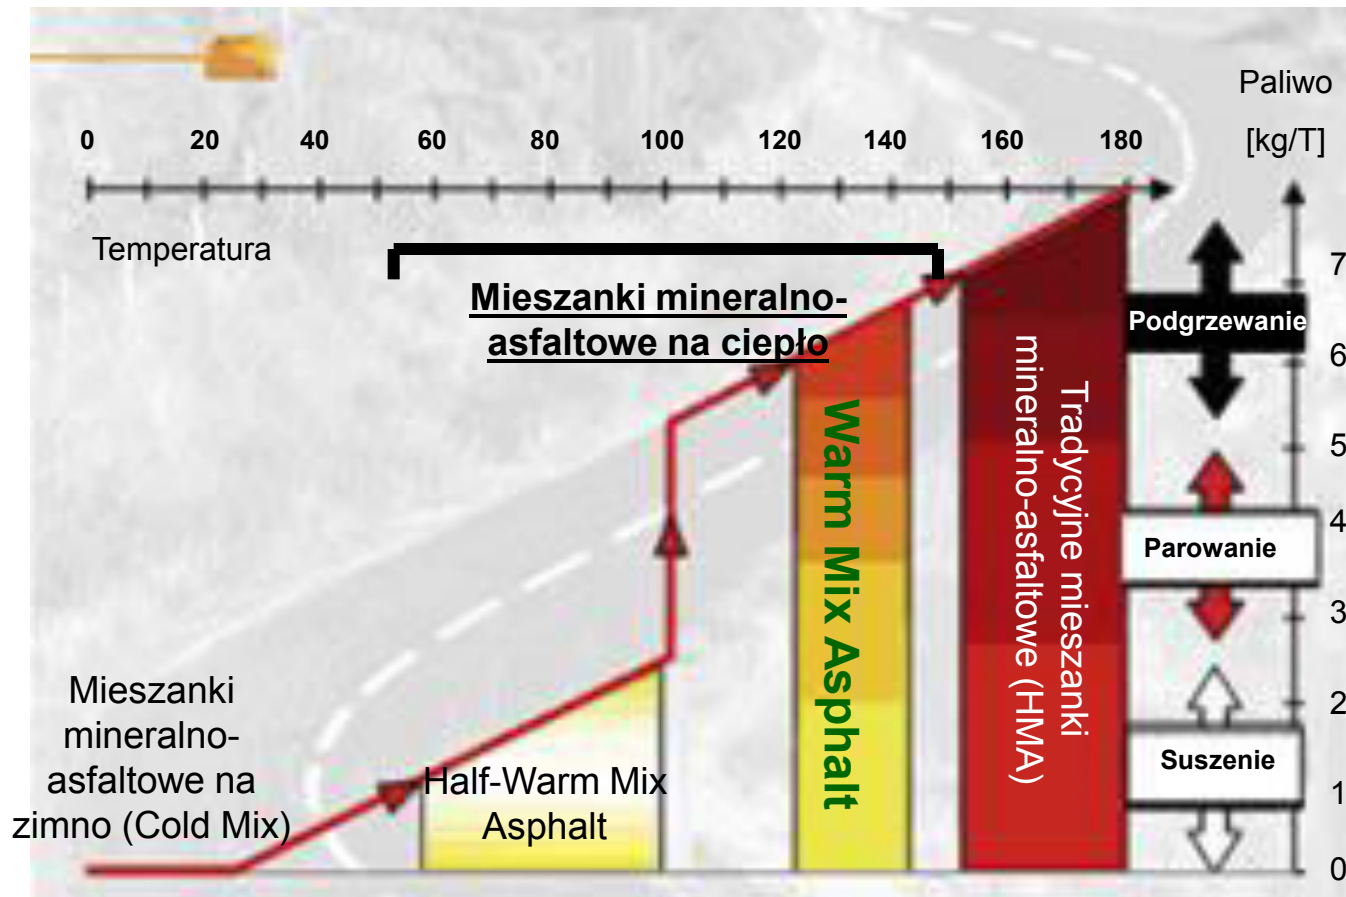 Paliwo
[kg/T]
0 20 40 60 80 100 120 140 160 180
Temperatura
Mieszanki mineralno-
asfaltowe na ciepło
7
Podgrzewanie
6
5
4
Parowanie
3
2
Suszenie
1
0
Warm Mix Asphalt
Tradycyjne mieszanki
mineralno-asfaltowe (HMA)
Mieszanki
mineralno-
asfaltowe na
zimno (Cold Mix)
Half-Warm Mix
Asphalt